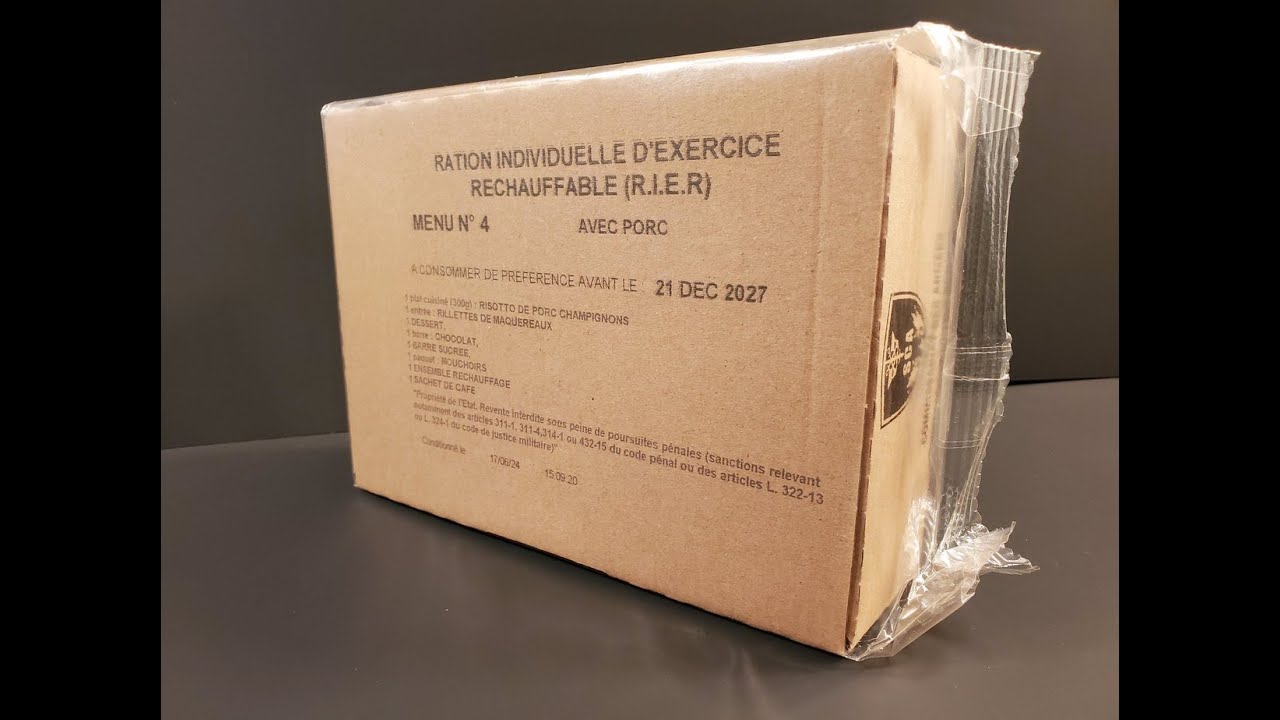 RATION INDIVIDUELLE D'EXERCICE
RECHAUFFABLE (R.I.E.R)
MENU N° 4 AVEC PORC
A CONSOMMER DE PREFERENCE AVANT LE : 21 DEC 2027
1 plat cuisiné (300g) : RISOTTO DE PORC CHAMPIGNONS
1 entrée : RILLETTES DE MAQUEREAUX
1 DESSERT,
1 barre : CHOCOLAT,
1 BARRE SUCREE,
1 paquet : MOUCHOIRS
1 ENSEMBLE RECHAUFFAGE
1 SACHET DE CAFE
"Propriété de l'Etat. Revente interdite sous peine de poursuites pénales (sanctions relevant
notamment des articles 311-1, 311-4,314-1 ou 432-15 du code pénal ou des articles L. 322-13
ou L. 324-1 du code de justice militaire)"
Conditionné le 17/06/24 15:09:20
SCA